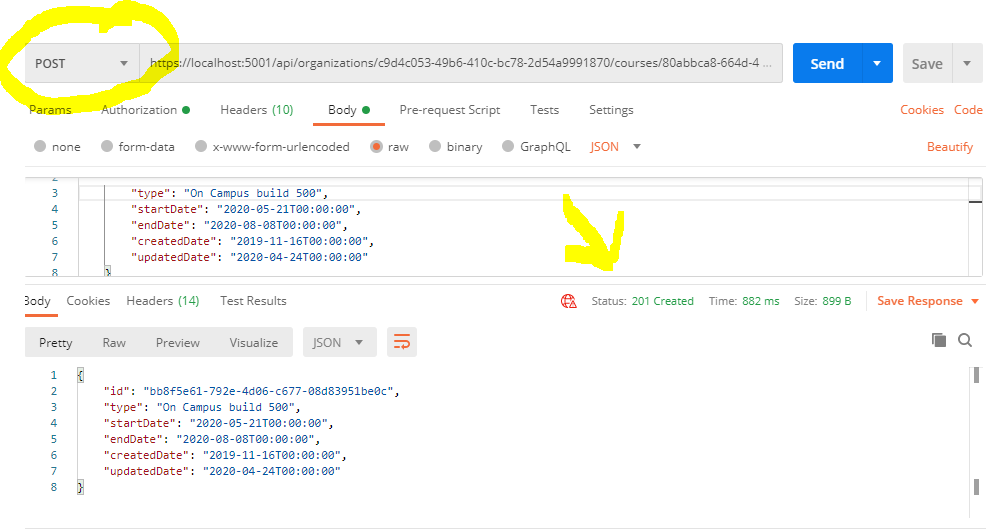 POST https://localhost:5001/api/organizations/c9d4c053-49b6-410c-bc78-2d54a9991870/courses/80abbca8-664d-4 ... Send Save
Params Authorization Headers (10) Body Pre-request Script Tests Settings Cookies Code
none form-data x-www-form-urlencoded raw binary GraphQL JSON Beautify
2
3 "type": "On Campus build 500",
4 "startDate": "2020-05-21T00:00:00",
5 "endDate": "2020-08-08T00:00:00",
6 "createdDate": "2019-11-16T00:00:00",
7 "updatedDate": "2020-04-24T00:00:00"
8 }
Body Cookies Headers (14) Test Results Status: 201 Created Time: 882 ms Size: 899 B Save Response
Pretty Raw Preview Visualize JSON
1 {
2 "id": "bb8f5e61-792e-4d06-c677-08d83951be0c",
3 "type": "On Campus build 500",
4 "startDate": "2020-05-21T00:00:00",
5 "endDate": "2020-08-08T00:00:00",
6 "createdDate": "2019-11-16T00:00:00",
7 "updatedDate": "2020-04-24T00:00:00"
8 }